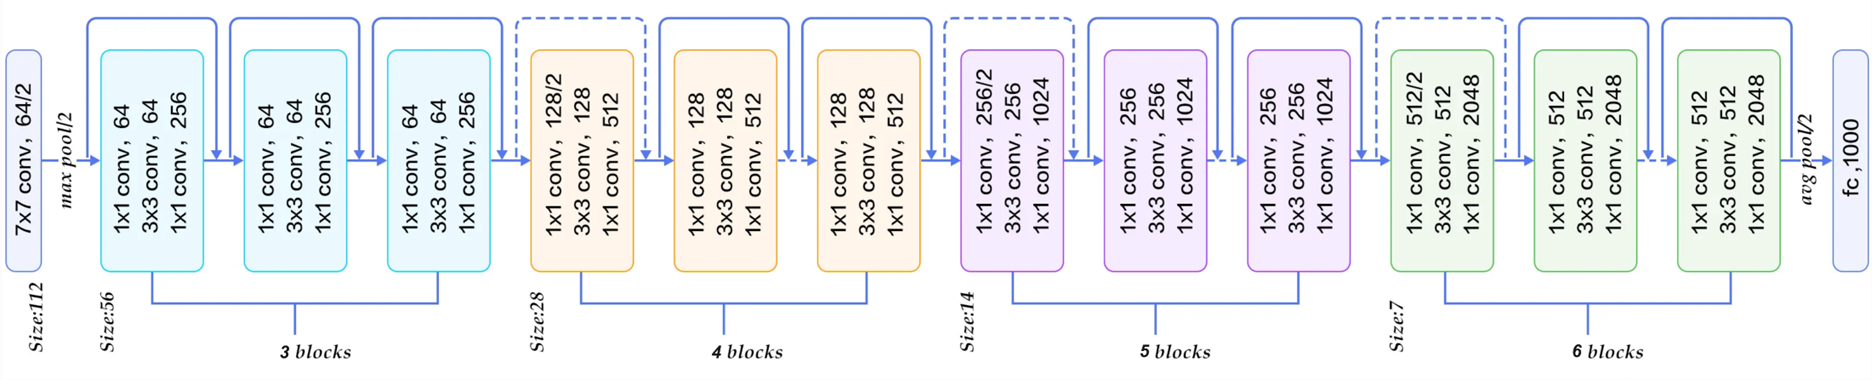 7x7 conv, 64/2
Size:112
max pool/2
1x1 conv, 64
3x3 conv, 64
1x1 conv, 256
Size:56
1x1 conv, 64
3x3 conv, 64
1x1 conv, 256
1x1 conv, 64
3x3 conv, 64
1x1 conv, 256
3 blocks
1x1 conv, 128/2
3x3 conv, 128
1x1 conv, 512
Size:28
1x1 conv, 128
3x3 conv, 128
1x1 conv, 512
1x1 conv, 128
3x3 conv, 128
1x1 conv, 512
4 blocks
1x1 conv, 256/2
3x3 conv, 256
1x1 conv, 1024
Size:14
1x1 conv, 256
3x3 conv, 256
1x1 conv, 1024
1x1 conv, 256
3x3 conv, 256
1x1 conv, 1024
5 blocks
1x1 conv, 512/2
3x3 conv, 512
1x1 conv, 2048
Size:7
1x1 conv, 512
3x3 conv, 512
1x1 conv, 2048
1x1 conv, 512
3x3 conv, 512
1x1 conv, 2048
6 blocks
avg pool/2
fc ,1000